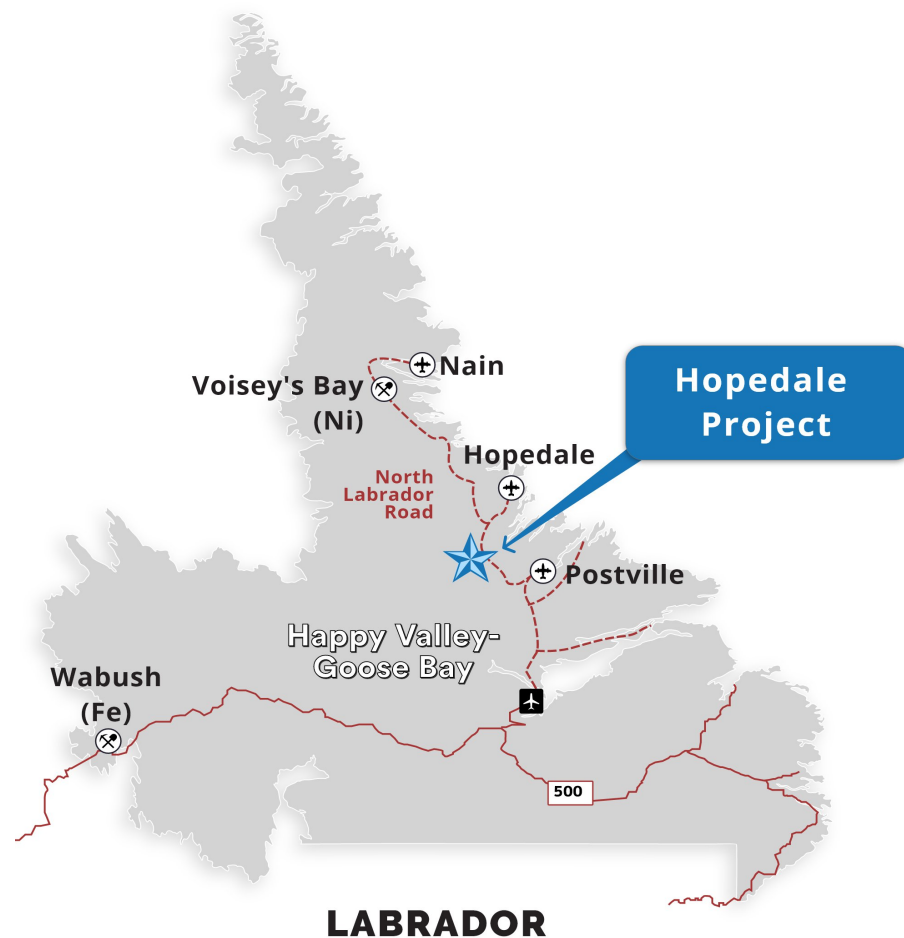 Nain
Voisey's Bay
(Ni)
Hopedale
Project
Hopedale
North
Labrador
Road
Postville
Happy Valley-
Goose Bay
Wabush
(Fe)
500
LABRADOR